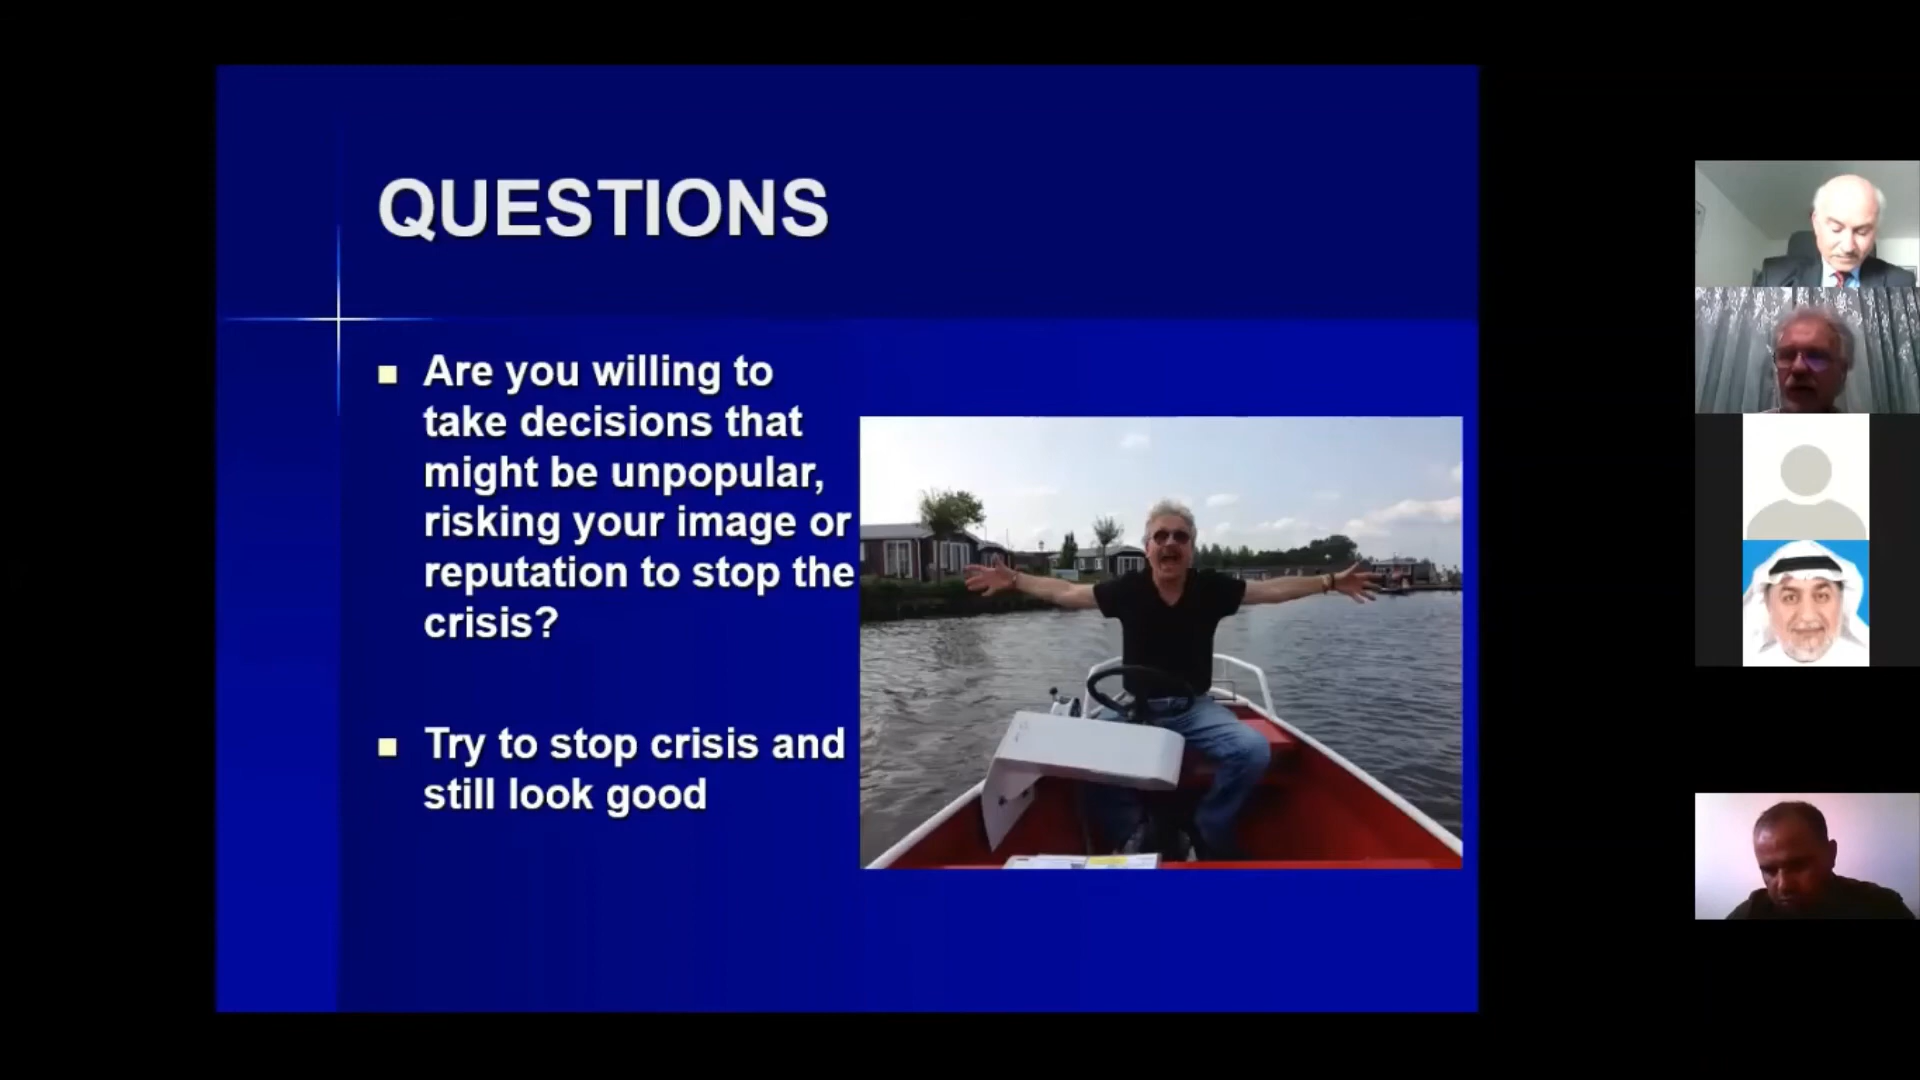 QUESTIONS
Are you willing to
take decisions that
might be unpopular,
risking your image or
reputation to stop the
crisis?
Try to stop crisis and
still look good